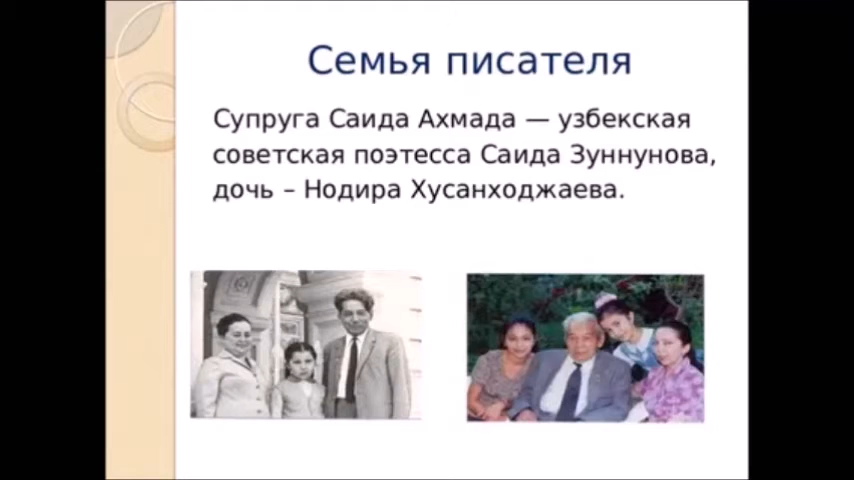 Семья писателя
Супруга Саида Ахмада — узбекская
советская поэтесса Саида Зуннунова,
дочь – Нодира Хусанходжаева.